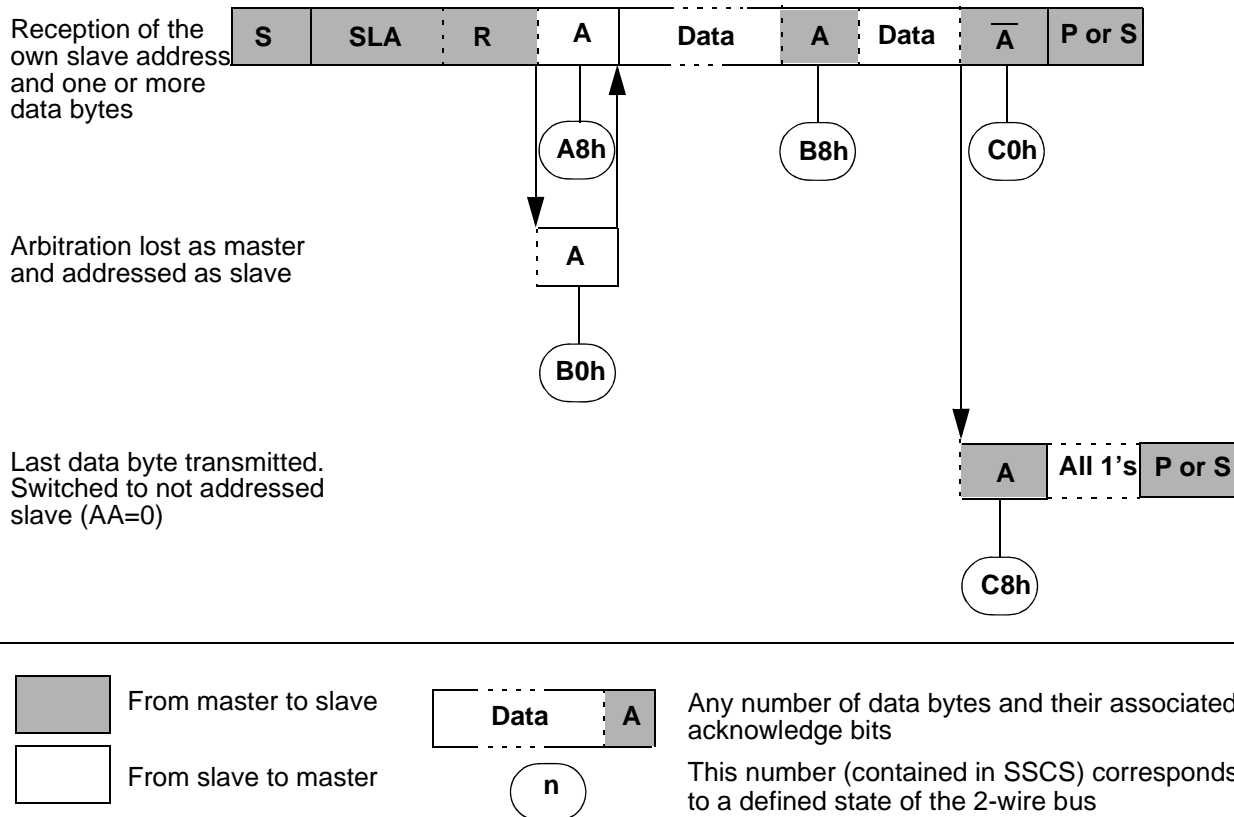 Reception of the
own slave address
and one or more
data bytes
S SLA R A Data A Data A P or S
A8h B8h C0h
Arbitration lost as master
and addressed as slave
A
B0h
Last data byte transmitted.
Switched to not addressed
slave (AA=0)
A All 1's P or S
C8h
From master to slave
From slave to master
Data A
n
Any number of data bytes and their associated
acknowledge bits
This number (contained in SSCS) corresponds
to a defined state of the 2-wire bus